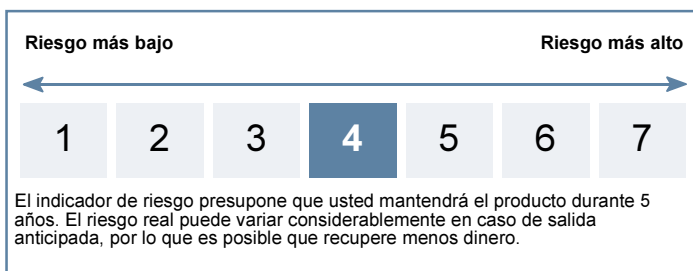 Riesgo más bajo Riesgo más alto
1 2 3 4 5 6 7
El indicador de riesgo presupone que usted mantendrá el producto durante 5
años. El riesgo real puede variar considerablemente en caso de salida
anticipada, por lo que es posible que recupere menos dinero.